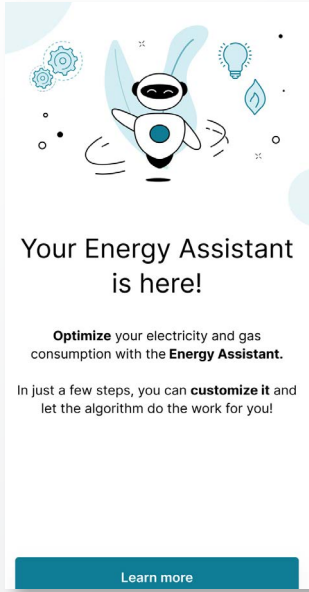 Your Energy Assistant
is here!
Optimize your electricity and gas
consumption with the Energy Assistant.
In just a few steps, you can customize it and
let the algorithm do the work for you!
Learn more